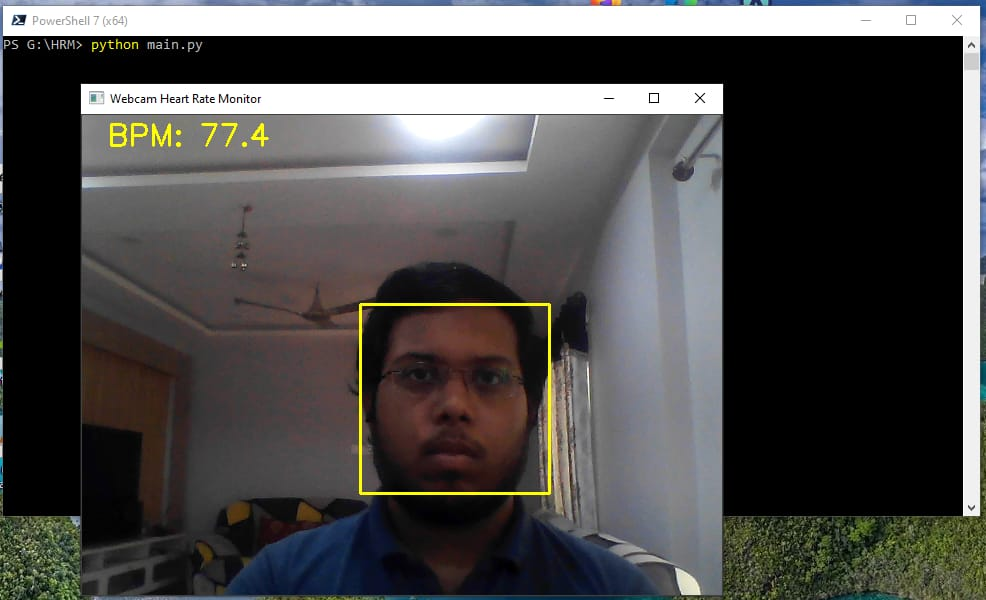 PowerShell 7 (x64)
PS G:\HRM> python main.py
Webcam Heart Rate Monitor
BPM: 77.4